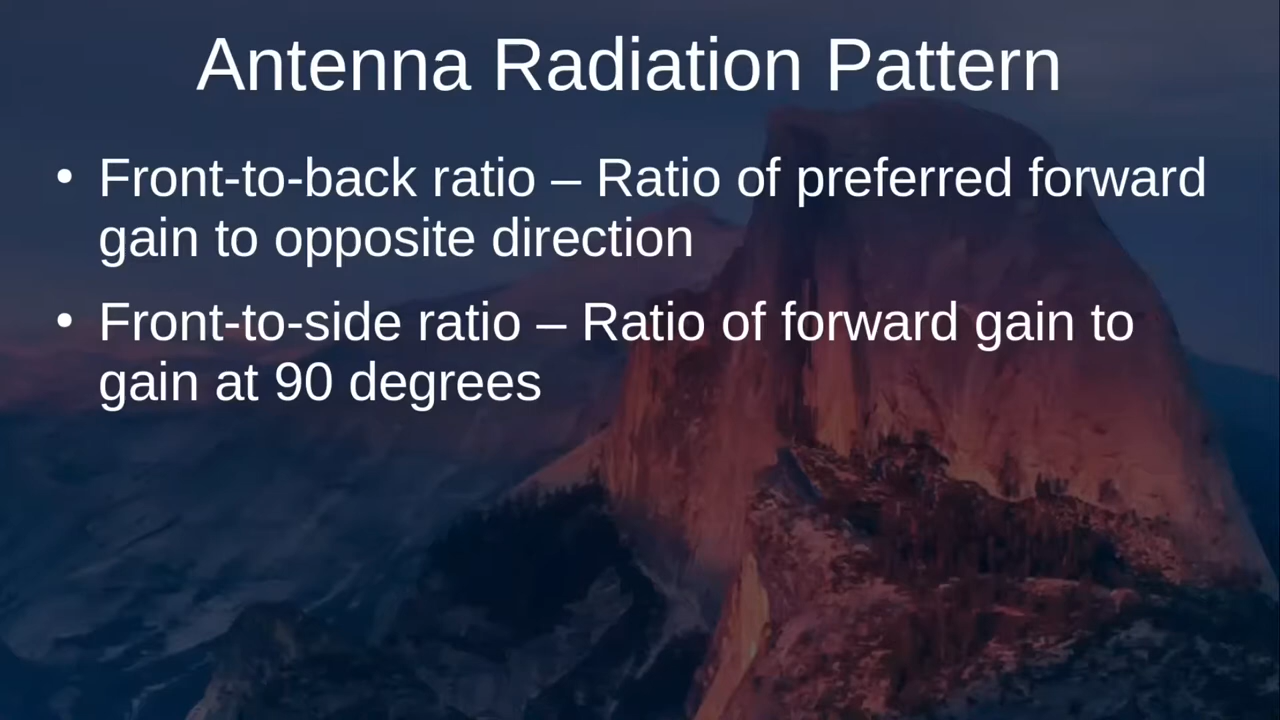 Antenna Radiation Pattern
• Front-to-back ratio – Ratio of preferred forward
gain to opposite direction
• Front-to-side ratio – Ratio of forward gain to
gain at 90 degrees